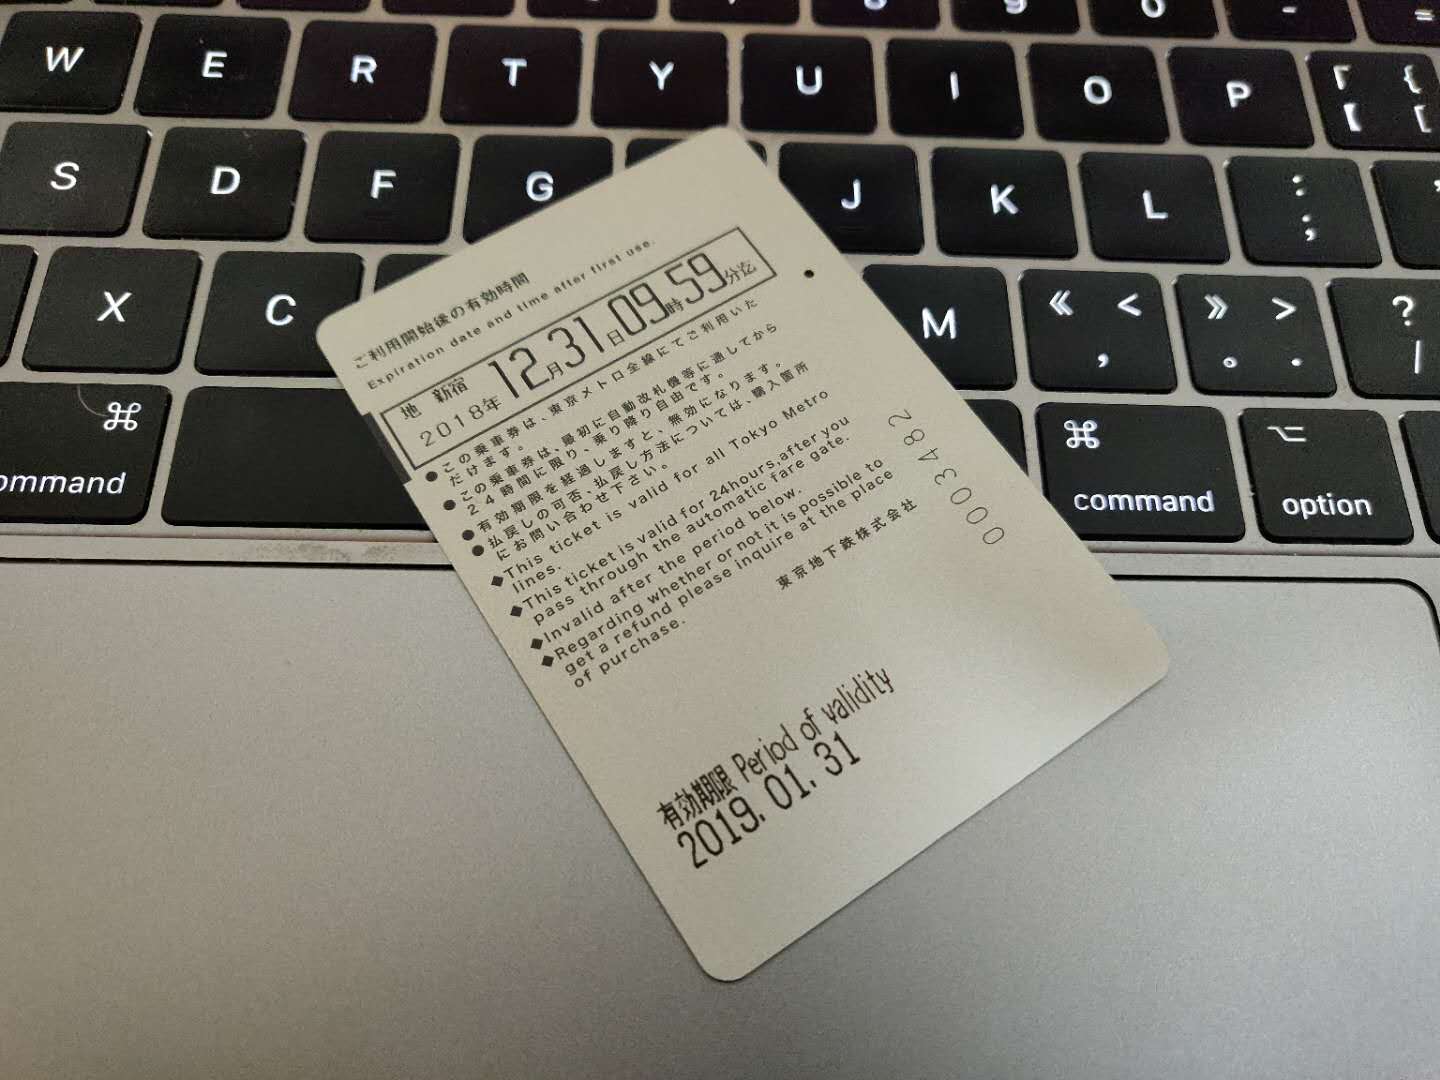 8
9
0
-
=
W
E
R
T
Y
U
I
O
P
「 {
【 [
S
D
F
G
J
K
L
:
;
X
C
M
《 <
,
》 >
。 .
?
/
⌘
command
⌘
command
⌥
option
ご利用開始後の有効時間
Expiration date and time after first use.
地 新宿
2018年12月31日09時59分迄
●この乗車券は、東京メトロ全線にてご利用いた
だけます。
●この乗車券は、最初に自動改札機等に通してから
24時間に限り、乗り降り自由です。
●有効期限を経過しますと、無効になります。
●払戻しの可否、払戻し方法については、購入箇所
にお問い合わせ下さい。
◆This ticket is valid for all Tokyo Metro
lines.
◆This ticket is valid for 24hours,after you
pass through the automatic fare gate.
◆Invalid after the period below.
◆Regarding whether or not it is possible to
get a refund please inquire at the place
of purchase.
東京地下鉄株式会社
0003482
有効期限 Period of validity
2019.01.31